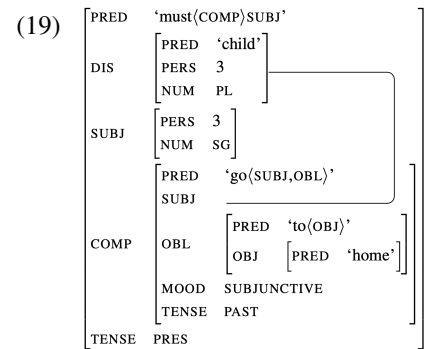 (19)
PRED ‘must⟨COMP⟩SUBJ’
DIS
PRED ‘child’
PERS 3
NUM PL
SUBJ
PERS 3
NUM SG
COMP
PRED ‘go⟨SUBJ,OBL⟩’
SUBJ
OBL
PRED ‘to⟨OBJ⟩’
OBJ [PRED ‘home’]
MOOD SUBJUNCTIVE
TENSE PAST
TENSE PRES